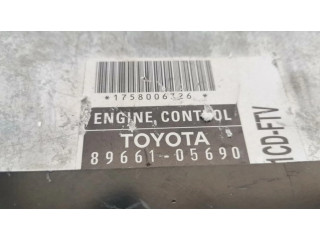 *1758006126*
ENGINE, CONTROL
TOYOTA B
89661-05690
1CD-FTV